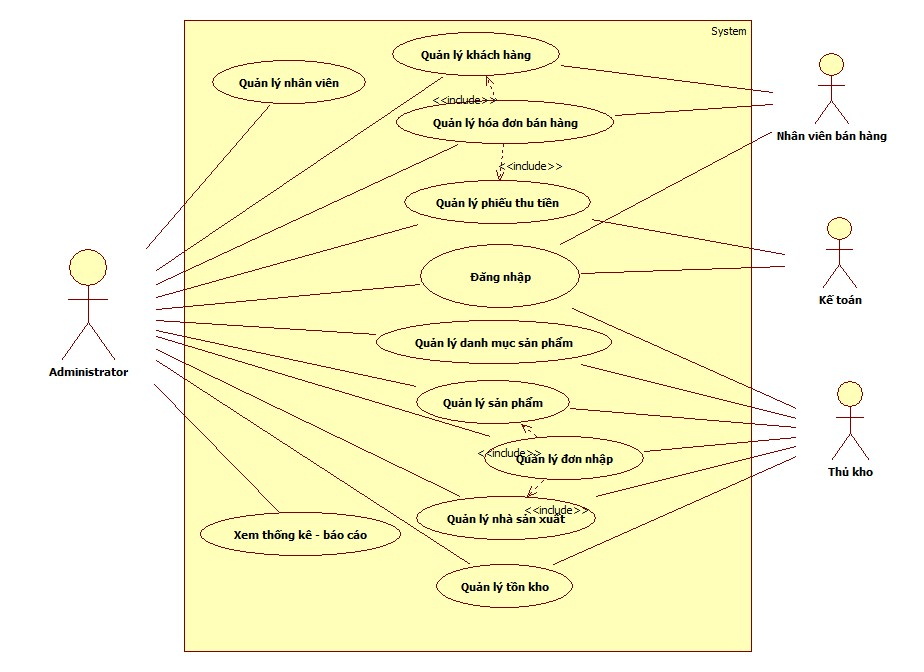 System
Quản lý khách hàng
Quản lý nhân viên
<<include>>
Quản lý hóa đơn bán hàng
Nhân viên bán hàng
<<include>>
Quản lý phiếu thu tiền
Đăng nhập
Kế toán
Quản lý danh mục sản phẩm
Administrator
Quản lý sản phẩm
<<include>>
Quản lý đơn nhập
Thủ kho
<<include>>
Quản lý nhà sản xuất
Xem thống kê - báo cáo
Quản lý tồn kho